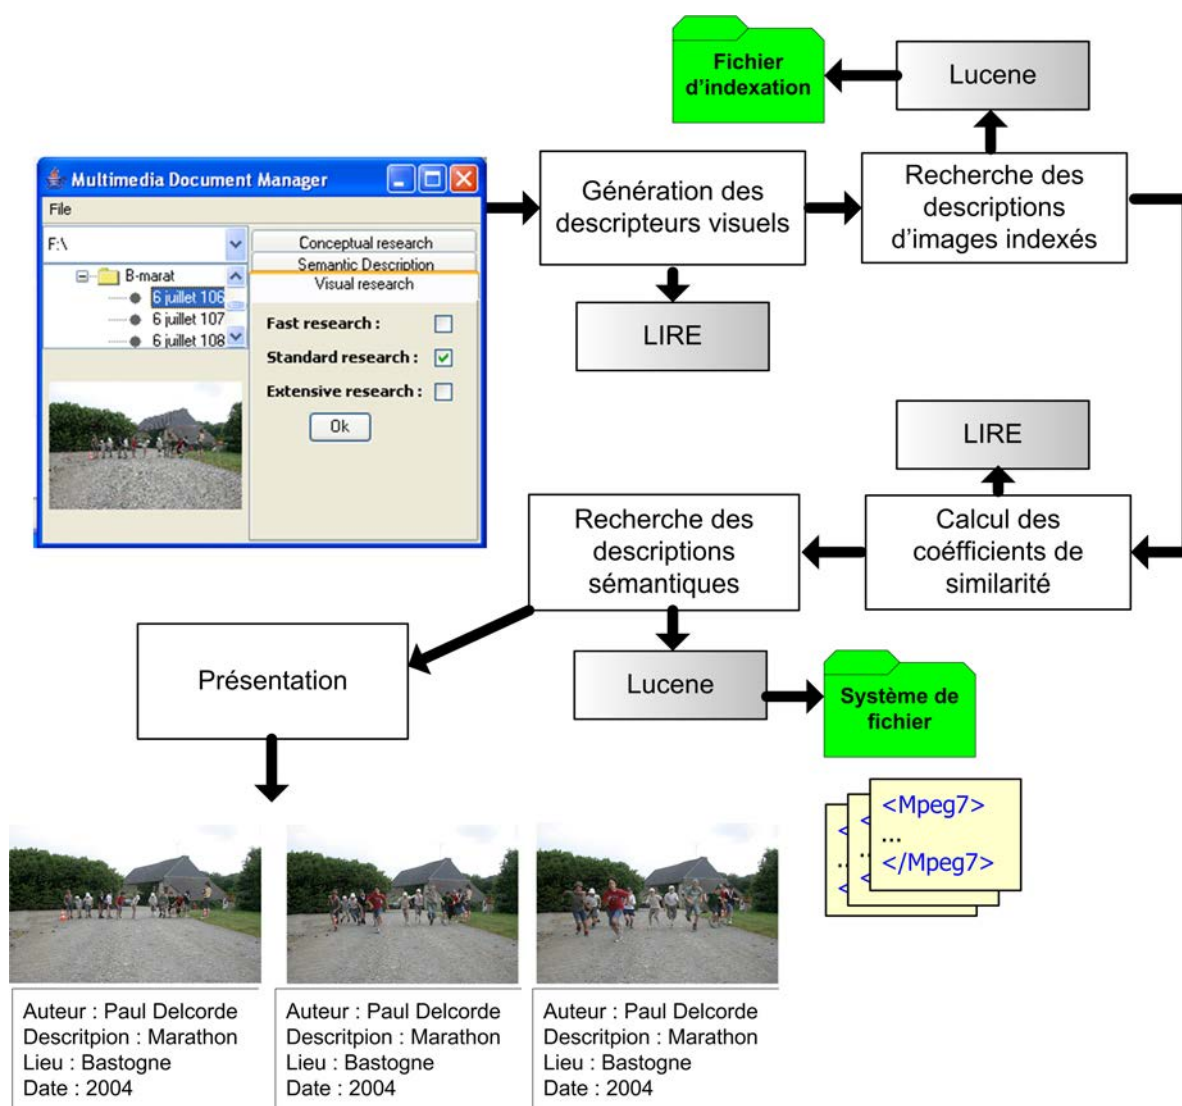 Fichier
d'indexation
Lucene
Multimedia Document Manager
File
F:\
B-marat
6 juillet 106
6 juillet 107
6 juillet 108
Conceptual research
Semantic Description
Visual research
Fast research :
Standard research :
Extensive research :
Ok
Génération des
descripteurs visuels
Recherche des
descriptions
d'images indexés
LIRE
LIRE
Recherche des
descriptions
sémantiques
Calcul des
coéfficients de
similarité
Présentation
Lucene
Système de
fichier
<Mpeg7>
...
</Mpeg7>
Auteur : Paul Delcorde
Descritpion : Marathon
Lieu : Bastogne
Date : 2004
Auteur : Paul Delcorde
Descritpion : Marathon
Lieu : Bastogne
Date : 2004
Auteur : Paul Delcorde
Descritpion : Marathon
Lieu : Bastogne
Date : 2004